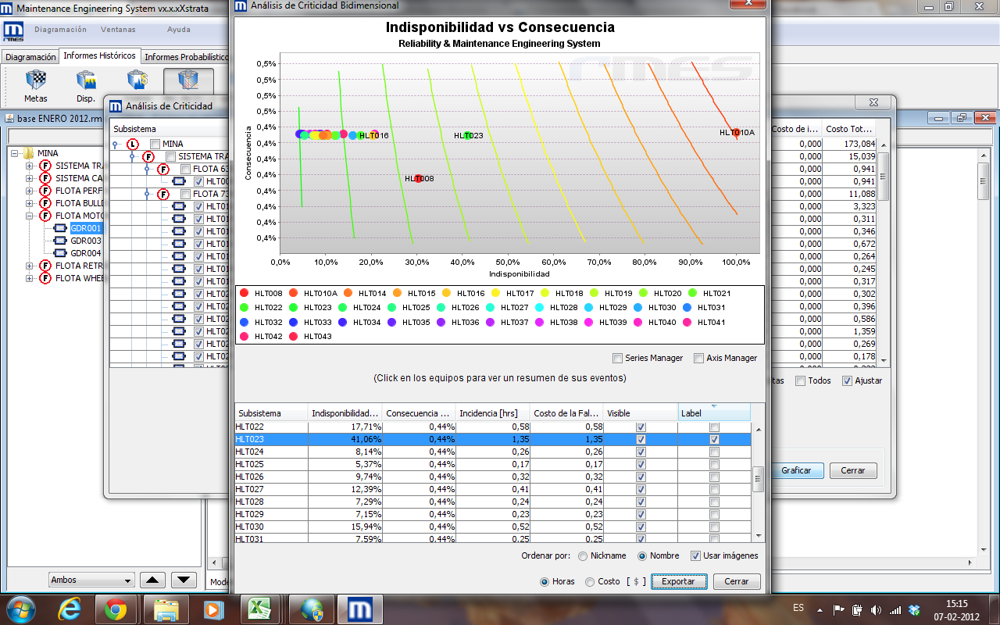 Maintenance Engineering System vx.x.xXstrata
Diagramación Ventanas Ayuda
Diagramación Informes Históricos Informes Probabilístico
Metas Disp.
base ENERO 2012.rm
MINA
SISTEMA TRA
SISTEMA CA
FLOTA PERF
FLOTA BULL
FLOTA MOTO
GDR001
GDR003
GDR004
FLOTA RETR
FLOTA WHEE
Ambos
Mode
Análisis de Criticidad
Subsistema
MINA
SISTEMA TRA
FLOTA 63
HLT00
FLOTA 73
HLT01
HLT01
HLT01
HLT01
HLT01
HLT01
HLT01
HLT01
HLT02
HLT02
HLT02
HLT02
HLT02
Costo de i... Costo Tot...
0,000 173,084
0,000 15,039
0,000 0,941
0,000 0,941
0,000 11,088
0,000 3,323
0,000 0,311
0,000 0,346
0,000 0,672
0,000 0,264
0,000 0,245
0,000 0,317
0,000 0,302
0,000 0,396
0,000 0,586
0,000 1,359
0,000 0,269
0,000 0,178
tas Todos Ajustar
Graficar Cerrar
Análisis de Criticidad Bidimensional
Indisponibilidad vs Consecuencia
Reliability & Maintenance Engineering System
rmes
Consecuencia
0,5%
0,5%
0,5%
0,5%
0,4%
0,4%
0,4%
0,4%
0,4%
0,4%
0,4%
0,4%
HLT016 HLT023 HLT010A
HLT008
0,0% 10,0% 20,0% 30,0% 40,0% 50,0% 60,0% 70,0% 80,0% 90,0% 100,0%
Indisponibilidad
HLT008 HLT010A HLT014 HLT015 HLT016 HLT017 HLT018 HLT019 HLT020 HLT021
HLT022 HLT023 HLT024 HLT025 HLT026 HLT027 HLT028 HLT029 HLT030 HLT031
HLT032 HLT033 HLT034 HLT035 HLT036 HLT037 HLT038 HLT039 HLT040 HLT041
HLT042 HLT043
Series Manager Axis Manager
(Click en los equipos para ver un resumen de sus eventos)
Subsistema Indisponibilidad... Consecuencia ... Incidencia [hrs] Costo de la Fal... Visible Label
HLT022 17,71% 0,44% 0,58 0,58
HLT023 41,06% 0,44% 1,35 1,35
HLT024 8,14% 0,44% 0,26 0,26
HLT025 5,37% 0,44% 0,17 0,17
HLT026 9,74% 0,44% 0,32 0,32
HLT027 12,39% 0,44% 0,41 0,41
HLT028 7,29% 0,44% 0,24 0,24
HLT029 7,15% 0,44% 0,23 0,23
HLT030 15,94% 0,44% 0,52 0,52
HLT031 7,59% 0,44% 0,25 0,25
Ordenar por: Nickname Nombre Usar imágenes
Horas Costo [ $ ] Exportar Cerrar
ES 15:15
07-02-2012